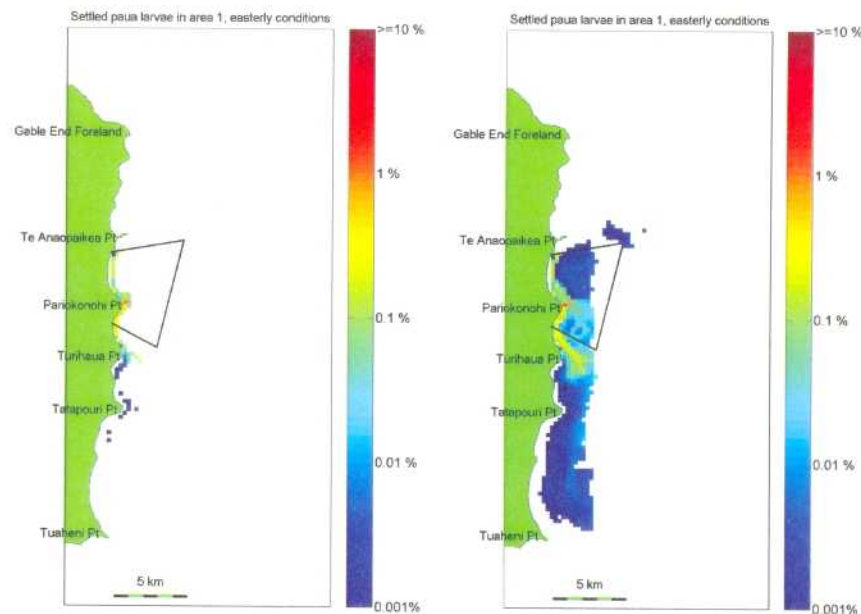 Settled paua larvae in area 1, easterly conditions
>=10 %
Gable End Foreland
1 %
Te Anaopaikea Pt
Pariokonohi Pt
0.1 %
Turihaua Pt
Tatapouri Pt
0.01 %
Tuaheni Pt
5 km
0.001%
Settled paua larvae in area 1, easterly conditions
>=10 %
Gable End Foreland
1 %
Te Anaopaikea Pt
Pariokonohi Pt
0.1 %
Turihaua Pt
Tatapouri Pt
0.01 %
Tuaheni Pt
5 km
0.001%